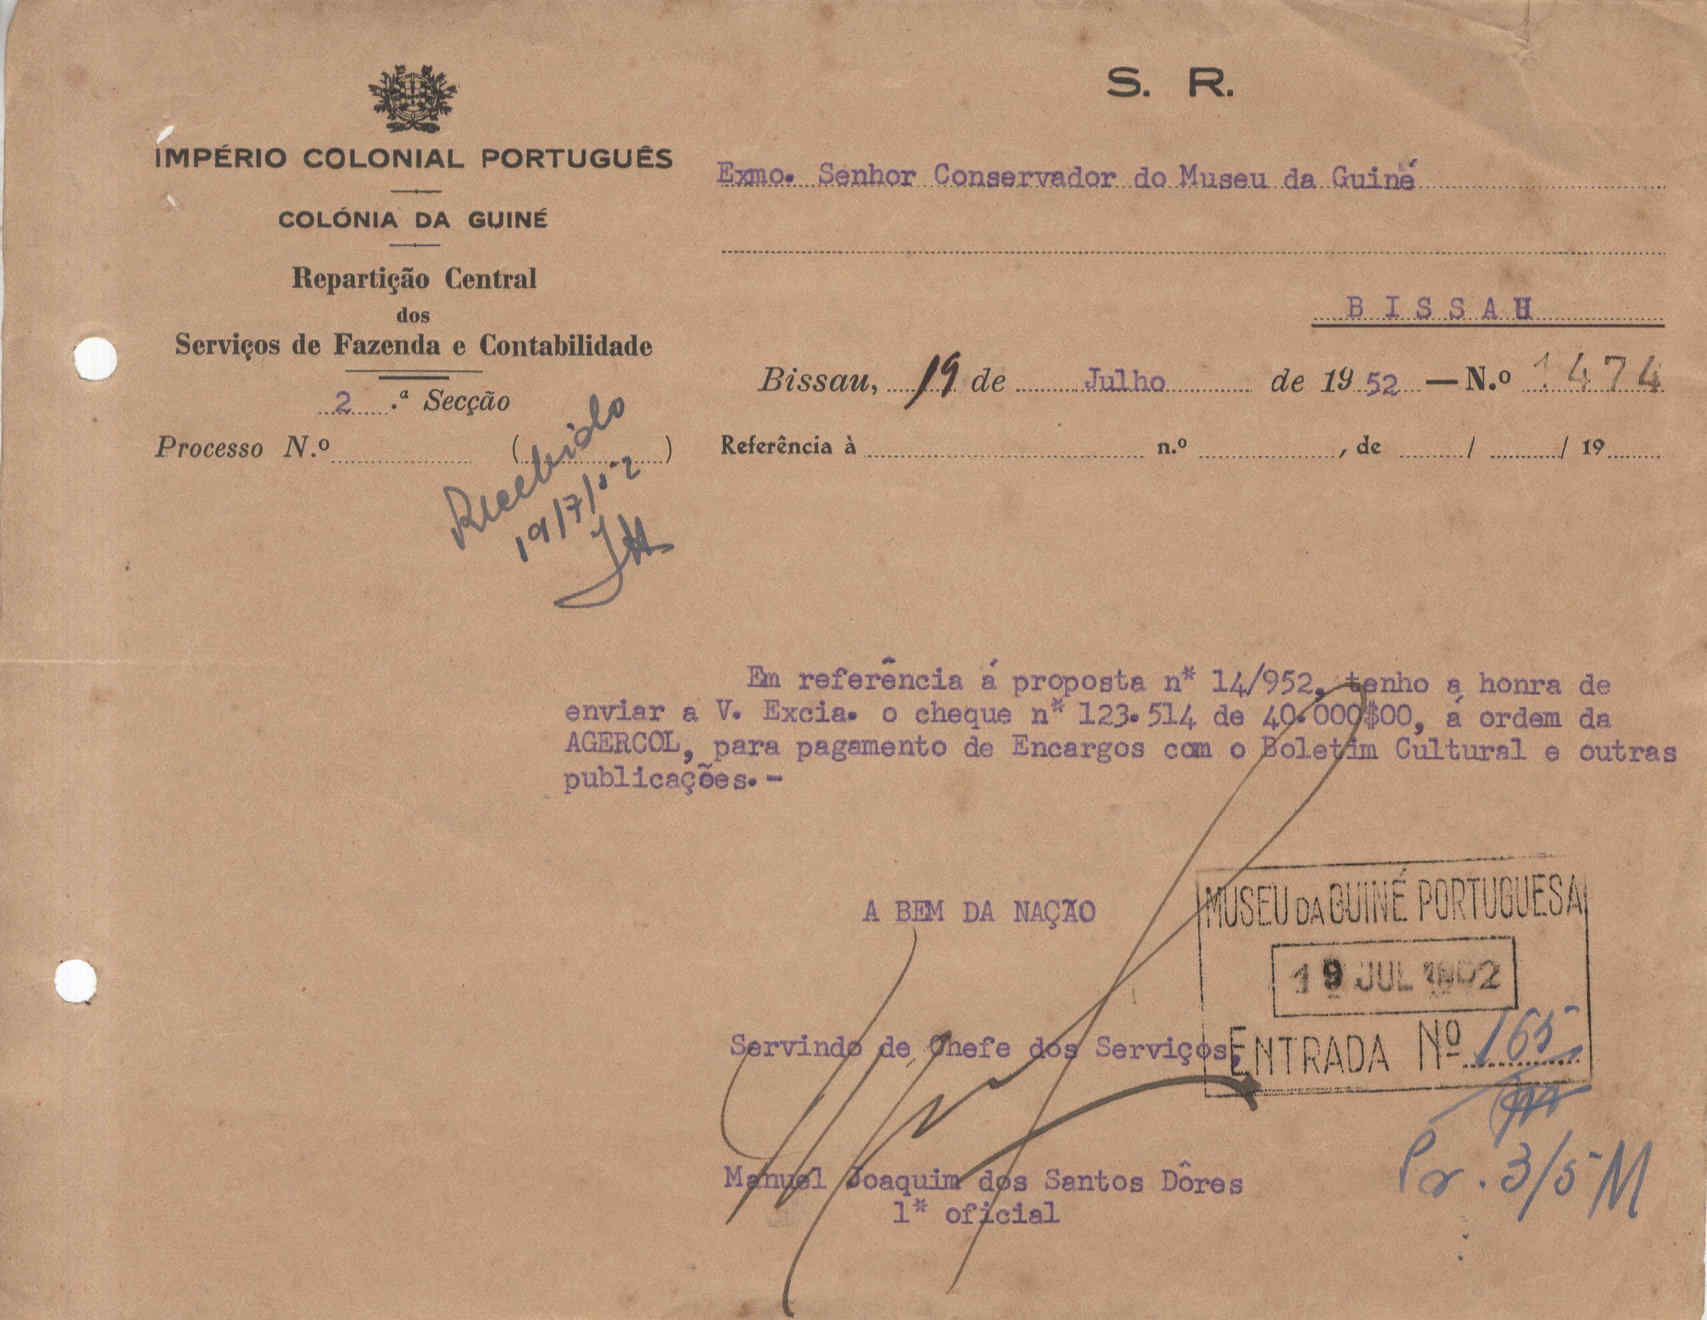 S. R.
IMPÉRIO COLONIAL PORTUGUÊS
COLÓNIA DA GUINÉ
Repartição Central
dos
Serviços de Fazenda e Contabilidade
2.ª Secção
Processo N.º (                )
Recebido
19/7/52
Exmo. Senhor Conservador do Museu da Guiné
BISSAU
Bissau, 19 de Julho de 1952 — N.º 1474
Referência à n.º , de / / 19
Em referência á proposta nº 14/952, tenho a honra de
enviar a V. Excia. o cheque nº 123.514 de 40.000$00, á ordem da
AGERCOL, para pagamento de Encargos com o Boletim Cultural e outras
publicações.-
A BEM DA NAÇÃO
MUSEU DA GUINÉ PORTUGUESA
19 JUL 1952
ENTRADA Nº 165
Servindo de Chefe dos Serviços,
Manuel Joaquim dos Santos Dôres
1º oficial
3/5 M